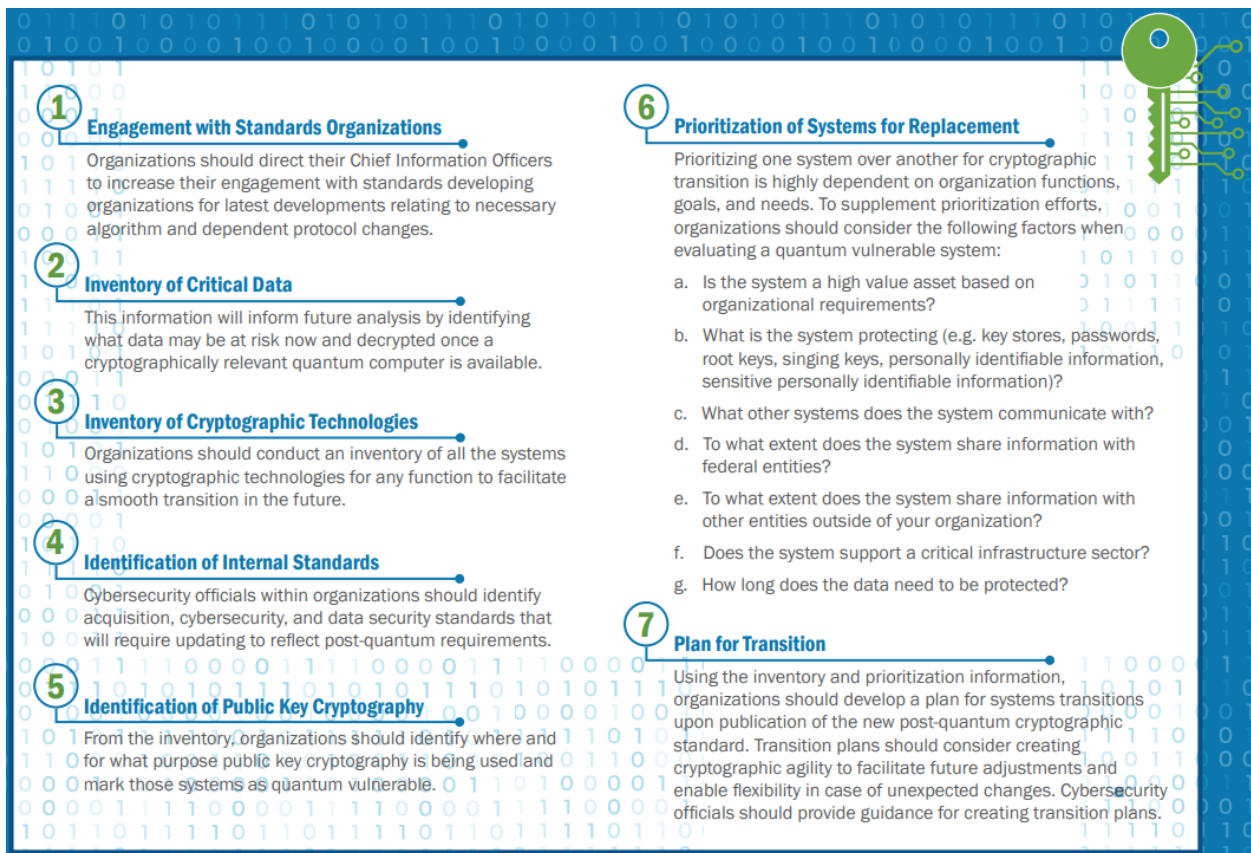 1
Engagement with Standards Organizations
Organizations should direct their Chief Information Officers
to increase their engagement with standards developing
organizations for latest developments relating to necessary
algorithm and dependent protocol changes.
2
Inventory of Critical Data
This information will inform future analysis by identifying
what data may be at risk now and decrypted once a
cryptographically relevant quantum computer is available.
3
Inventory of Cryptographic Technologies
Organizations should conduct an inventory of all the systems
using cryptographic technologies for any function to facilitate
a smooth transition in the future.
4
Identification of Internal Standards
Cybersecurity officials within organizations should identify
acquisition, cybersecurity, and data security standards that
will require updating to reflect post-quantum requirements.
5
Identification of Public Key Cryptography
From the inventory, organizations should identify where and
for what purpose public key cryptography is being used and
mark those systems as quantum vulnerable.
6
Prioritization of Systems for Replacement
Prioritizing one system over another for cryptographic
transition is highly dependent on organization functions,
goals, and needs. To supplement prioritization efforts,
organizations should consider the following factors when
evaluating a quantum vulnerable system:
a. Is the system a high value asset based on
organizational requirements?
b. What is the system protecting (e.g. key stores, passwords,
root keys, singing keys, personally identifiable information,
sensitive personally identifiable information)?
c. What other systems does the system communicate with?
d. To what extent does the system share information with
federal entities?
e. To what extent does the system share information with
other entities outside of your organization?
f. Does the system support a critical infrastructure sector?
g. How long does the data need to be protected?
7
Plan for Transition
Using the inventory and prioritization information,
organizations should develop a plan for systems transitions
upon publication of the new post-quantum cryptographic
standard. Transition plans should consider creating
cryptographic agility to facilitate future adjustments and
enable flexibility in case of unexpected changes. Cybersecurity
officials should provide guidance for creating transition plans.